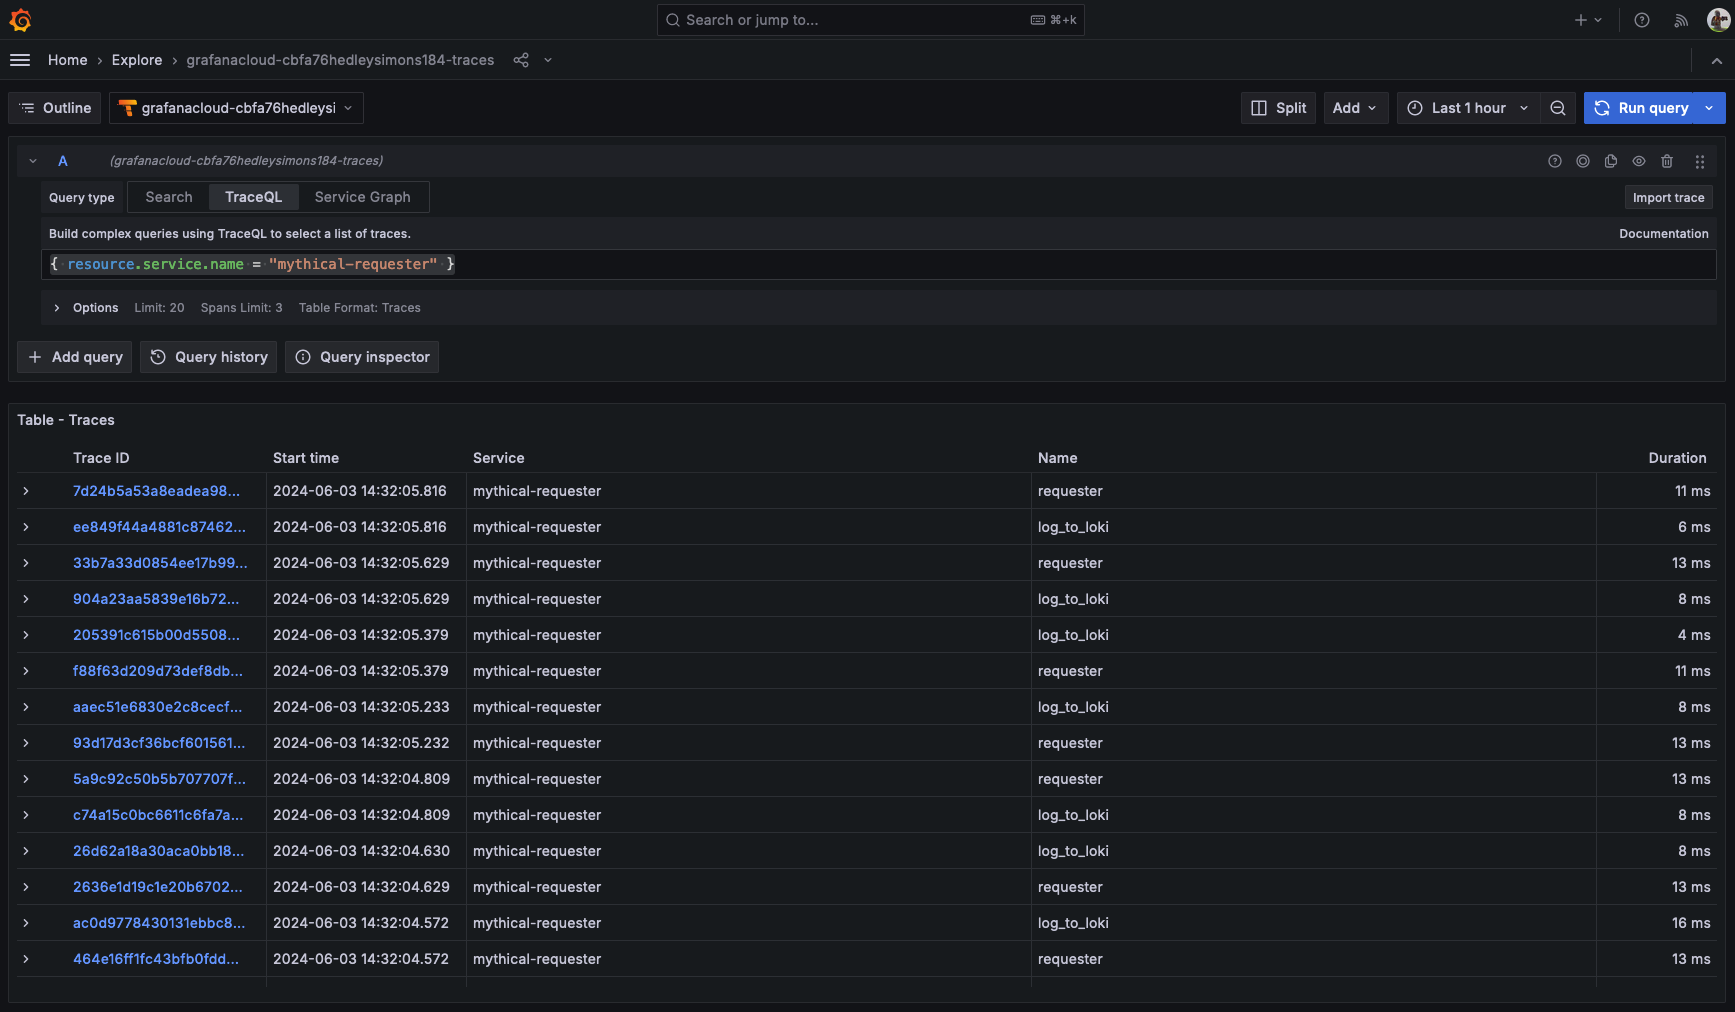 Search or jump to... ⌘+k
Home › Explore › grafanacloud-cbfa76hedleysimons184-traces
Outline grafanacloud-cbfa76hedleysi Split Add Last 1 hour Run query
A (grafanacloud-cbfa76hedleysimons184-traces)
Query type Search TraceQL Service Graph Import trace
Build complex queries using TraceQL to select a list of traces. Documentation
{ resource.service.name = "mythical-requester" }
Options Limit: 20 Spans Limit: 3 Table Format: Traces
+ Add query Query history Query inspector
Table - Traces
Trace ID Start time Service Name Duration
7d24b5a53a8eadea98... 2024-06-03 14:32:05.816 mythical-requester requester 11 ms
ee849f44a4881c87462... 2024-06-03 14:32:05.816 mythical-requester log_to_loki 6 ms
33b7a33d0854ee17b99... 2024-06-03 14:32:05.629 mythical-requester requester 13 ms
904a23aa5839e16b72... 2024-06-03 14:32:05.629 mythical-requester log_to_loki 8 ms
205391c615b00d5508... 2024-06-03 14:32:05.379 mythical-requester log_to_loki 4 ms
f88f63d209d73def8db... 2024-06-03 14:32:05.379 mythical-requester requester 11 ms
aaec51e6830e2c8cecf... 2024-06-03 14:32:05.233 mythical-requester log_to_loki 8 ms
93d17d3cf36bcf601561... 2024-06-03 14:32:05.232 mythical-requester requester 13 ms
5a9c92c50b5b707707f... 2024-06-03 14:32:04.809 mythical-requester requester 13 ms
c74a15c0bc6611c6fa7a... 2024-06-03 14:32:04.809 mythical-requester log_to_loki 8 ms
26d62a18a30aca0bb18... 2024-06-03 14:32:04.630 mythical-requester log_to_loki 8 ms
2636e1d19c1e20b6702... 2024-06-03 14:32:04.629 mythical-requester requester 13 ms
ac0d9778430131ebbc8... 2024-06-03 14:32:04.572 mythical-requester log_to_loki 16 ms
464e16ff1fc43bfb0fdd... 2024-06-03 14:32:04.572 mythical-requester requester 13 ms